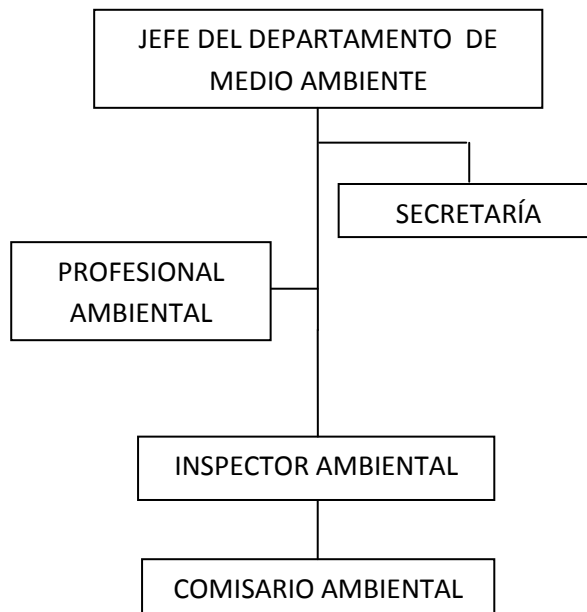 JEFE DEL DEPARTAMENTO DE
MEDIO AMBIENTE
SECRETARÍA
PROFESIONAL
AMBIENTAL
INSPECTOR AMBIENTAL
COMISARIO AMBIENTAL